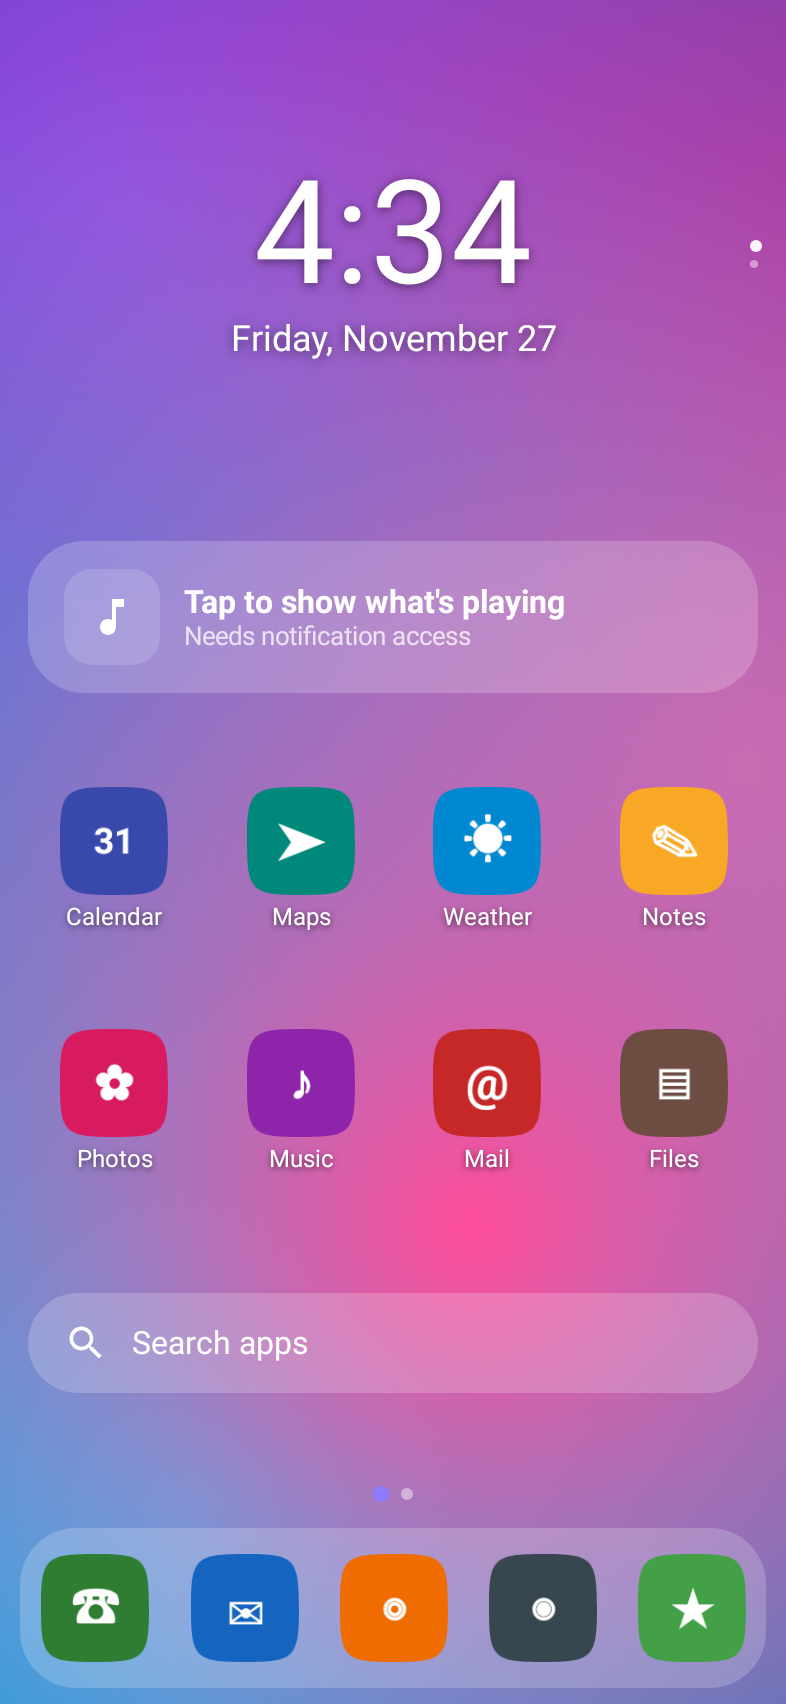 4:34
Friday, November 27
Tap to show what's playing
Needs notification access
31
Calendar
Maps
Weather
Notes
@
Photos
Music
Mail
Files
Search apps